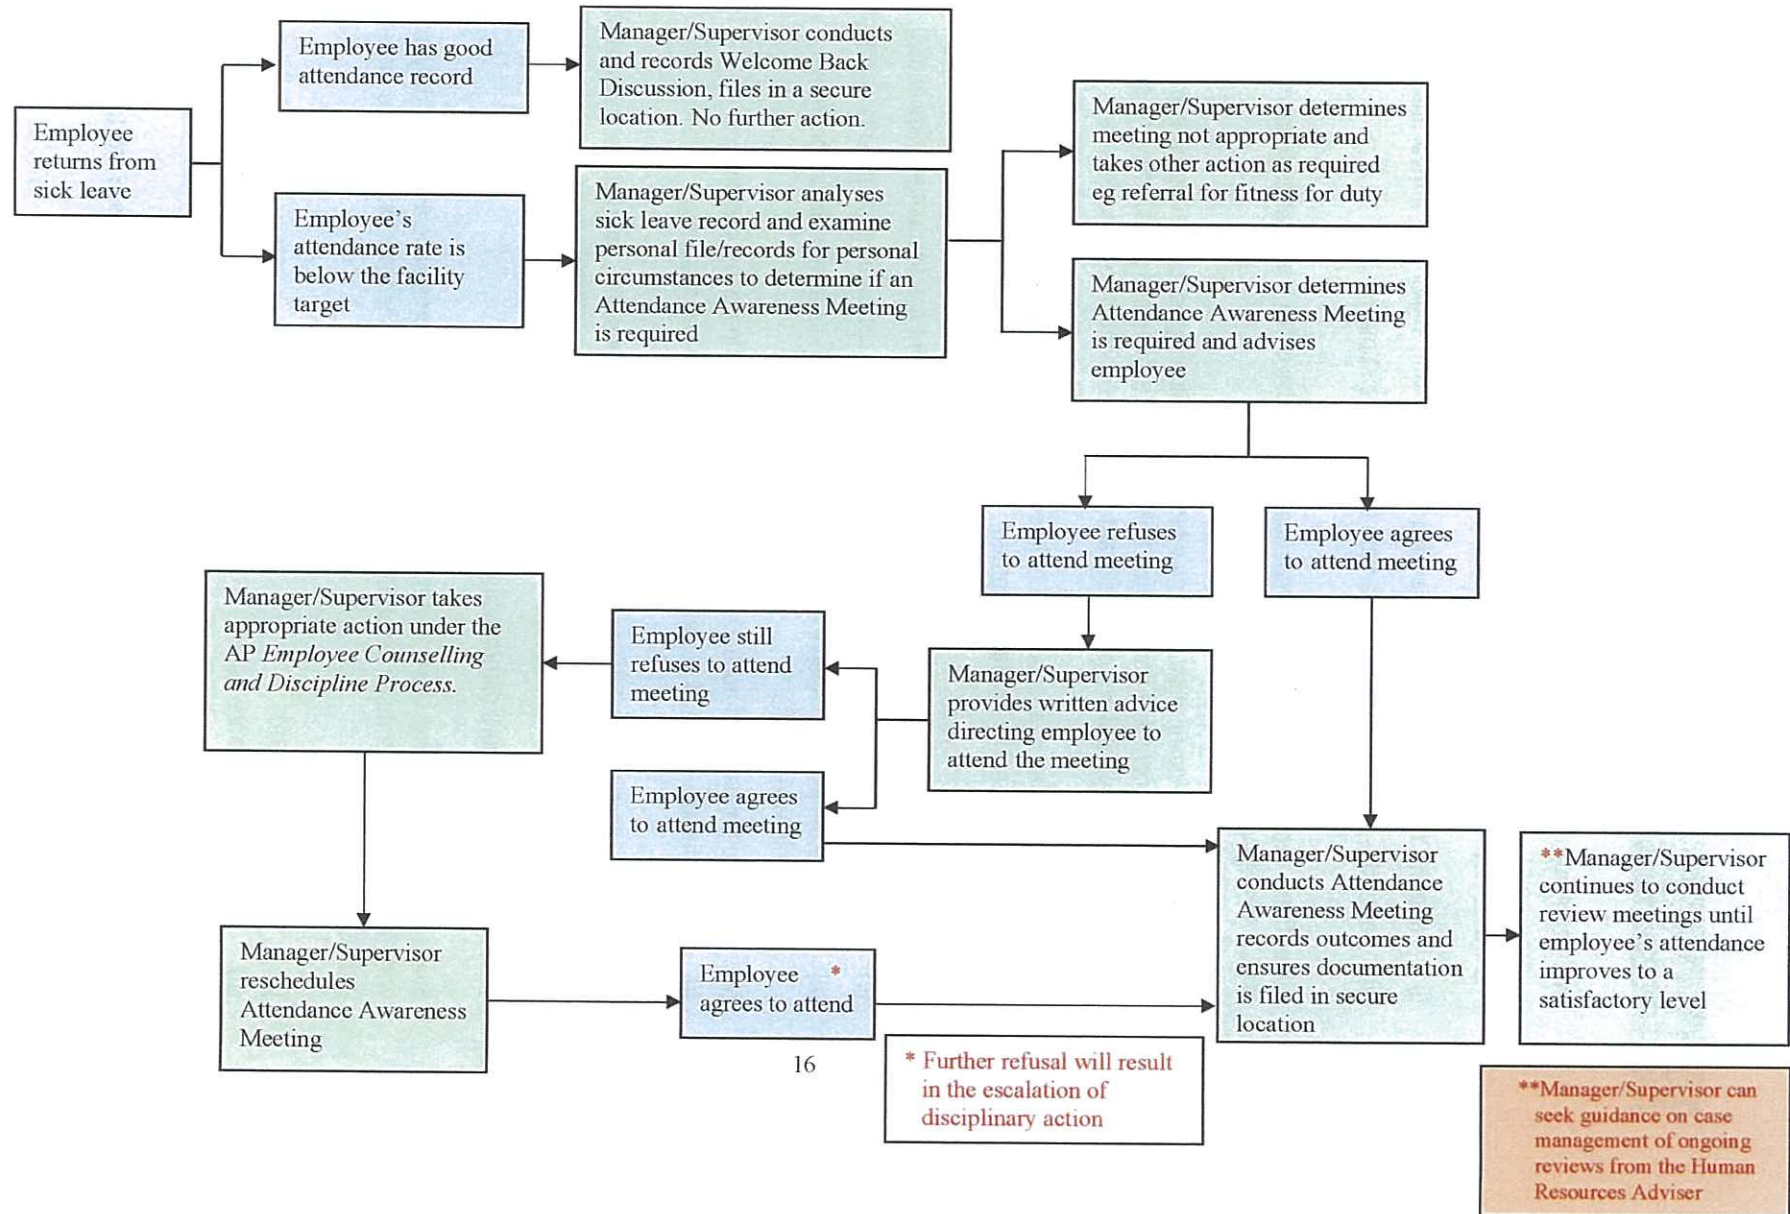 Employee
returns from
sick leave
Employee has good
attendance record
Manager/Supervisor conducts
and records Welcome Back
Discussion, files in a secure
location. No further action.
Employee's
attendance rate is
below the facility
target
Manager/Supervisor analyses
sick leave record and examine
personal file/records for personal
circumstances to determine if an
Attendance Awareness Meeting
is required
Manager/Supervisor determines
meeting not appropriate and
takes other action as required
eg referral for fitness for duty
Manager/Supervisor determines
Attendance Awareness Meeting
is required and advises
employee
Employee refuses
to attend meeting
Employee agrees
to attend meeting
Manager/Supervisor
provides written advice
directing employee to
attend the meeting
Employee still
refuses to attend
meeting
Employee agrees
to attend meeting
Manager/Supervisor takes
appropriate action under the
AP Employee Counselling
and Discipline Process.
Manager/Supervisor
reschedules
Attendance Awareness
Meeting
Employee *
agrees to attend
Manager/Supervisor
conducts Attendance
Awareness Meeting
records outcomes and
ensures documentation
is filed in secure
location
**Manager/Supervisor
continues to conduct
review meetings until
employee's attendance
improves to a
satisfactory level
16
* Further refusal will result
in the escalation of
disciplinary action
**Manager/Supervisor can
seek guidance on case
management of ongoing
reviews from the Human
Resources Adviser